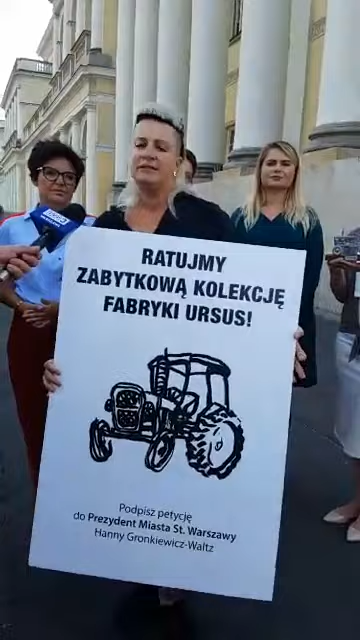 RATUJMY
ZABYTKOWĄ KOLEKCJĘ
FABRYKI URSUS!
Podpisz petycję
do Prezydent Miasta St. Warszawy
Hanny Gronkiewicz-Waltz